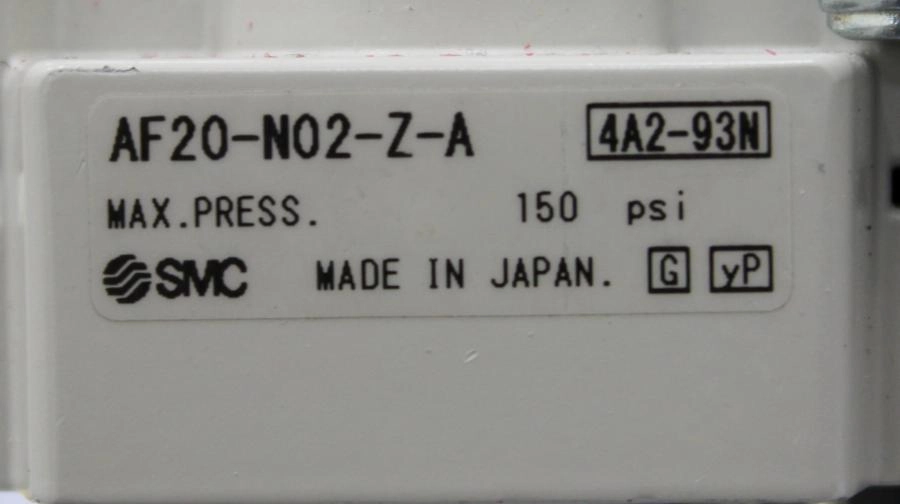 AF20-N02-Z-A 4A2-93N
MAX.PRESS. 150 psi
SMC MADE IN JAPAN. G yP